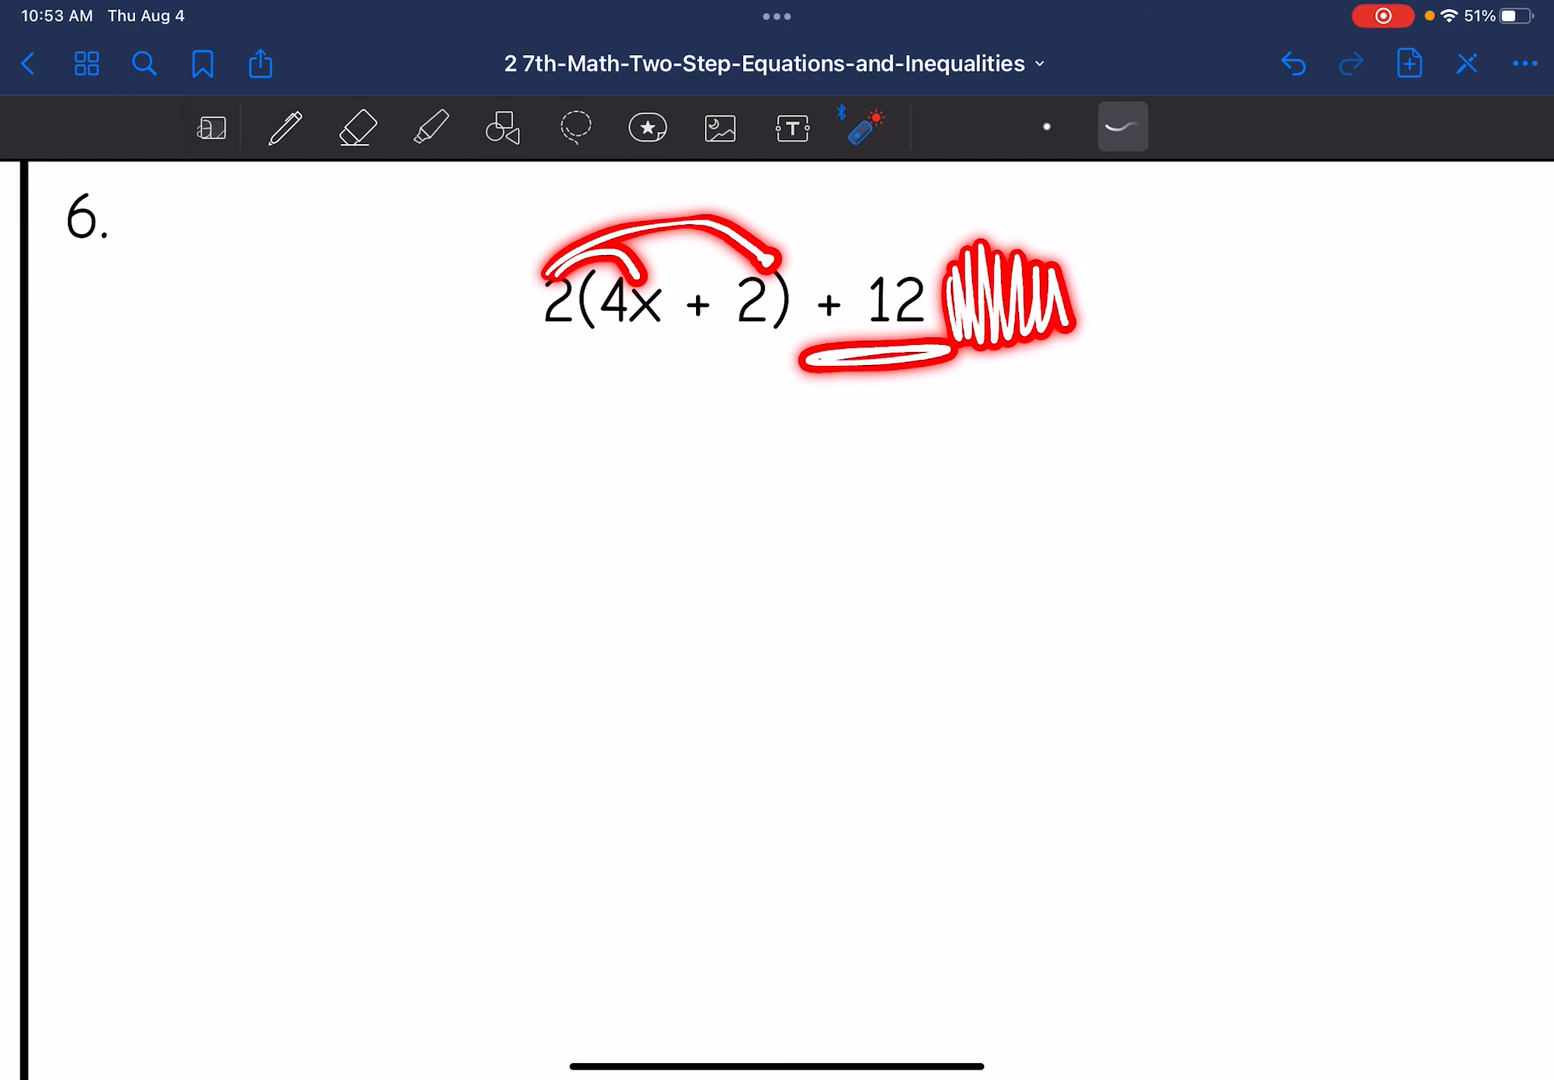 10:53 AM Thu Aug 4
51%
2 7th-Math-Two-Step-Equations-and-Inequalities
T
6.
2(4x + 2) + 12